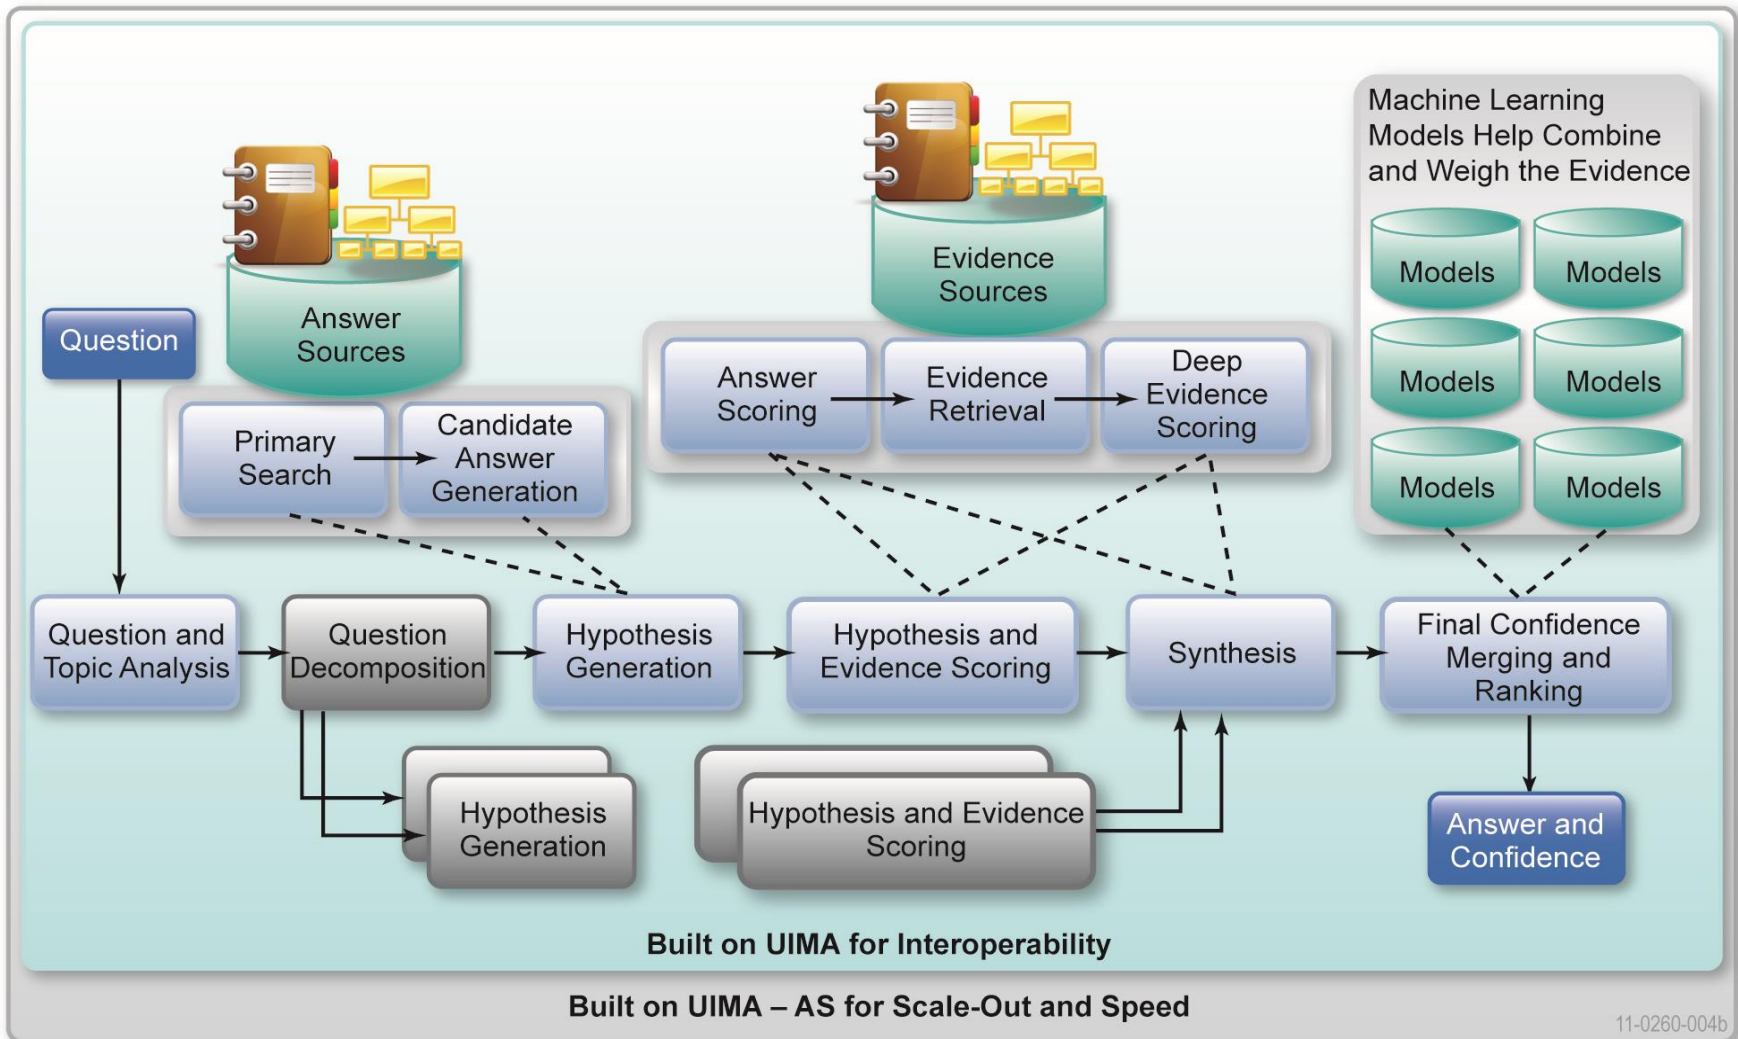 Machine Learning
Models Help Combine
and Weigh the Evidence
Models
Models
Models
Models
Models
Models
Evidence
Sources
Answer
Sources
Question
Answer
Scoring
Evidence
Retrieval
Deep
Evidence
Scoring
Primary
Search
Candidate
Answer
Generation
Question and
Topic Analysis
Question
Decomposition
Hypothesis
Generation
Hypothesis and
Evidence Scoring
Synthesis
Final Confidence
Merging and
Ranking
Hypothesis
Generation
Hypothesis and Evidence
Scoring
Answer and
Confidence
Built on UIMA for Interoperability
Built on UIMA – AS for Scale-Out and Speed
11-0260-004b